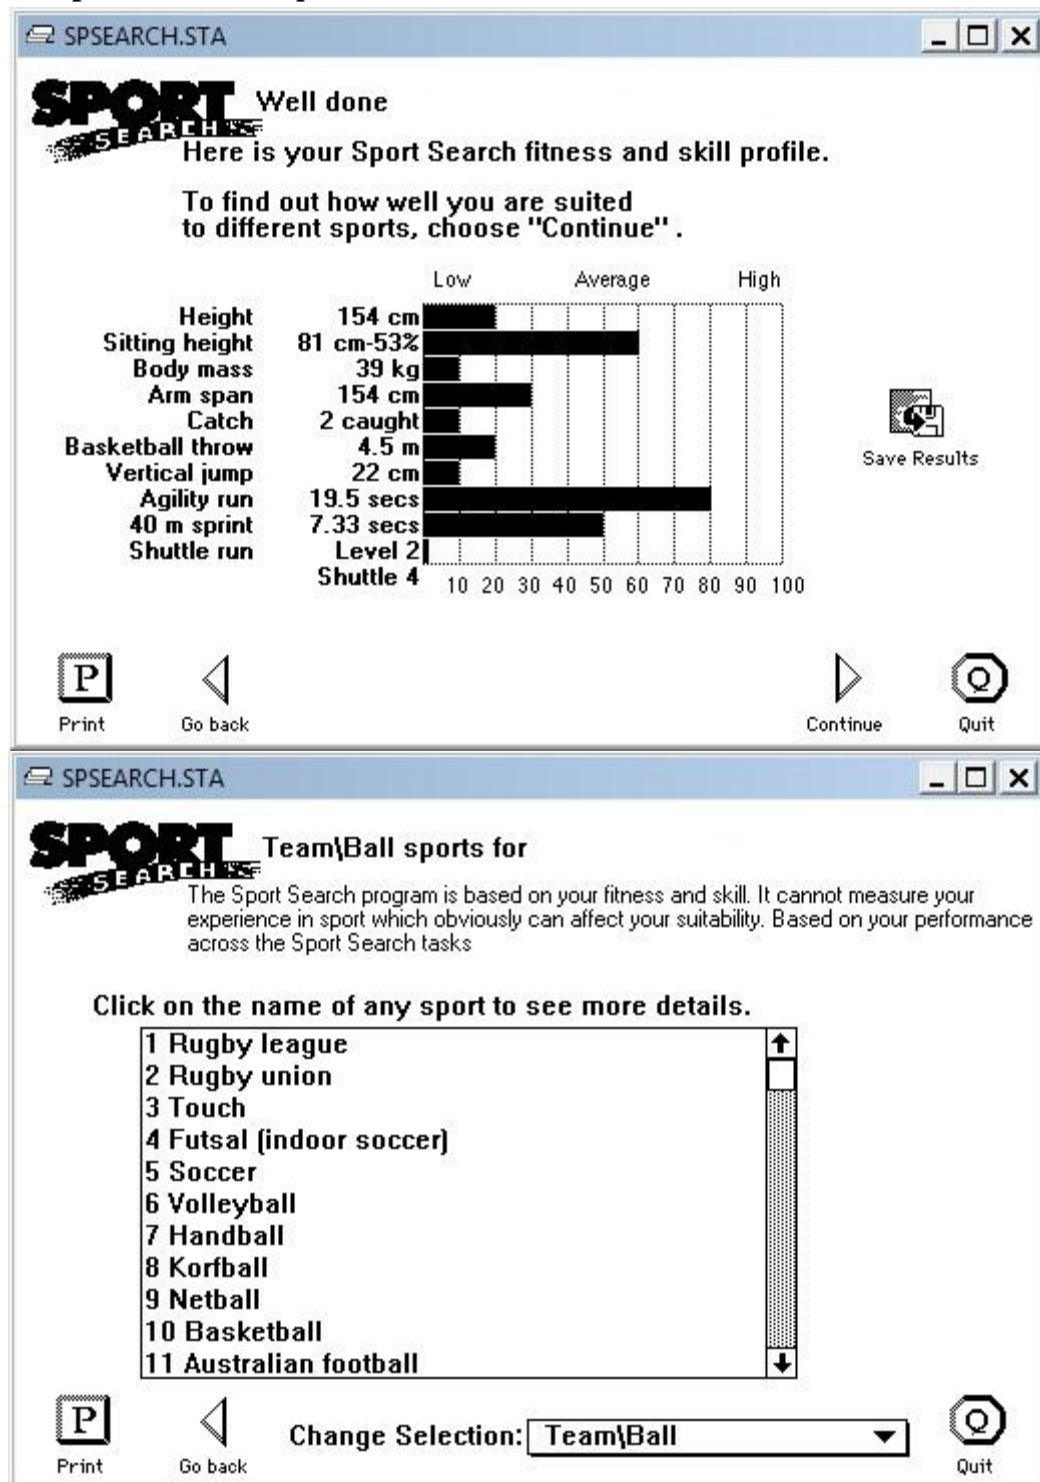 SPSEARCH.STA
SPORT
SEARCH
Well done
Here is your Sport Search fitness and skill profile.
To find out how well you are suited
to different sports, choose "Continue" .
Low Average High
Height 154 cm
Sitting height 81 cm-53%
Body mass 39 kg
Arm span 154 cm
Catch 2 caught
Basketball throw 4.5 m
Vertical jump 22 cm
Agility run 19.5 secs
40 m sprint 7.33 secs
Shuttle run Level 2
Shuttle 4
10 20 30 40 50 60 70 80 90 100
Save Results
P
Print
Go back
Continue
Q
Quit
SPSEARCH.STA
SPORT
SEARCH
Team\Ball sports for
The Sport Search program is based on your fitness and skill. It cannot measure your
experience in sport which obviously can affect your suitability. Based on your performance
across the Sport Search tasks
Click on the name of any sport to see more details.
1 Rugby league
2 Rugby union
3 Touch
4 Futsal (indoor soccer)
5 Soccer
6 Volleyball
7 Handball
8 Korfball
9 Netball
10 Basketball
11 Australian football
P
Print
Go back
Change Selection: Team\Ball
Q
Quit